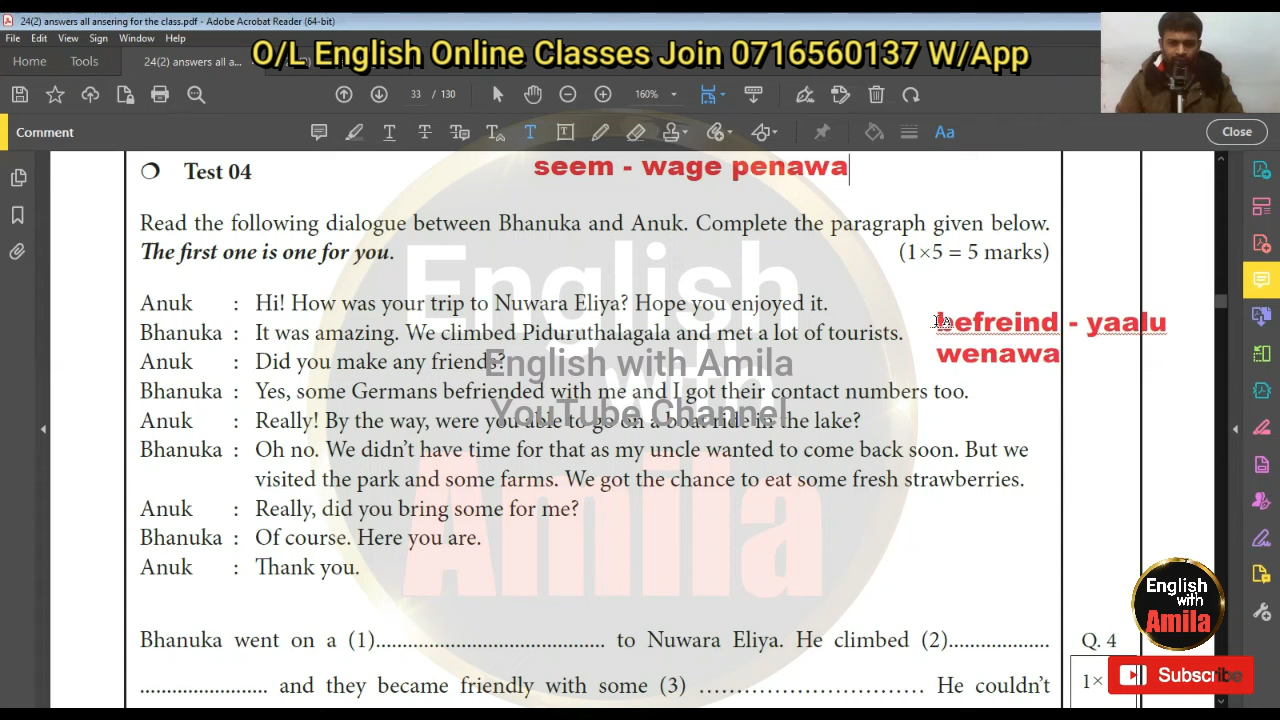 24(2) answers all ansering for the class.pdf - Adobe Acrobat Reader (64-bit)
File Edit View Sign Window Help
O/L English Online Classes Join 0716560137 W/App
Home Tools 24(2) answers all a...
33 / 130 160%
Comment Close
seem - wage penawa
Test 04
Read the following dialogue between Bhanuka and Anuk. Complete the paragraph given below.
The first one is one for you. (1×5 = 5 marks)
Anuk : Hi! How was your trip to Nuwara Eliya? Hope you enjoyed it.
Bhanuka : It was amazing. We climbed Piduruthalagala and met a lot of tourists.
befreind - yaalu
wenawa
Anuk : Did you make any friends?
Bhanuka : Yes, some Germans befriended with me and I got their contact numbers too.
Anuk : Really! By the way, were you able to go on a boat ride in the lake?
Bhanuka : Oh no. We didn't have time for that as my uncle wanted to come back soon. But we
visited the park and some farms. We got the chance to eat some fresh strawberries.
Anuk : Really, did you bring some for me?
Bhanuka : Of course. Here you are.
Anuk : Thank you.
Bhanuka went on a (1)......................................... to Nuwara Eliya. He climbed (2)...................
Q. 4
........................ and they became friendly with some (3) ................................ He couldn't
1×
English
with
Amila
English with Amila
YouTube Channel
English
with
Amila
Subscribe